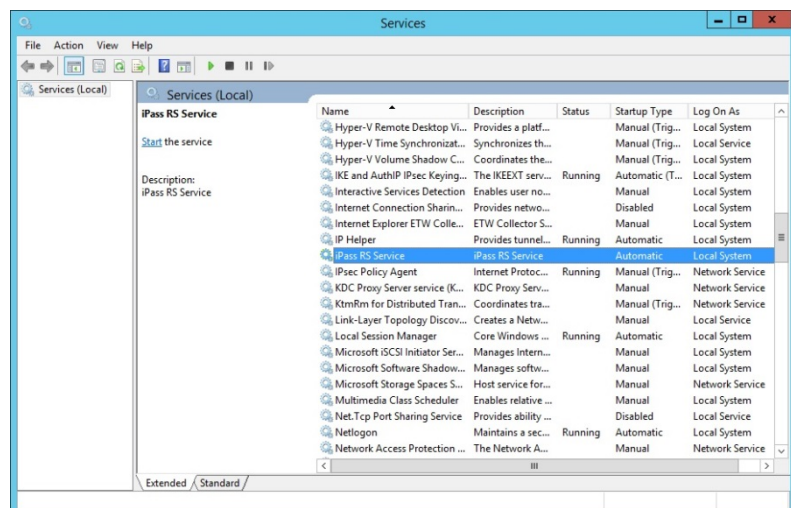 Services
File Action View Help
Services (Local)
Services (Local)
iPass RS Service
Start the service
Description:
iPass RS Service
Name Description Status Startup Type Log On As
Hyper-V Remote Desktop Vi... Provides a platf... Manual (Trig... Local System
Hyper-V Time Synchronizat... Synchronizes th... Manual (Trig... Local Service
Hyper-V Volume Shadow C... Coordinates the... Manual (Trig... Local System
IKE and AuthIP IPsec Keying... The IKEEXT serv... Running Automatic (T... Local System
Interactive Services Detection Enables user no... Manual Local System
Internet Connection Sharin... Provides netwo... Disabled Local System
Internet Explorer ETW Colle... ETW Collector S... Manual Local System
IP Helper Provides tunnel... Running Automatic Local System
iPass RS Service iPass RS Service Automatic Local System
IPsec Policy Agent Internet Protoc... Running Manual (Trig... Network Service
KDC Proxy Server service (K... KDC Proxy Serv... Manual Network Service
KtmRm for Distributed Tran... Coordinates tra... Manual (Trig... Network Service
Link-Layer Topology Discov... Creates a Netw... Manual Local Service
Local Session Manager Core Windows ... Running Automatic Local System
Microsoft iSCSI Initiator Ser... Manages Intern... Manual Local System
Microsoft Software Shadow... Manages softw... Manual Local System
Microsoft Storage Spaces S... Host service for... Manual Network Service
Multimedia Class Scheduler Enables relative ... Manual Local System
Net.Tcp Port Sharing Service Provides ability ... Disabled Local Service
Netlogon Maintains a sec... Running Automatic Local System
Network Access Protection ... The Network A... Manual Network Service
Extended Standard